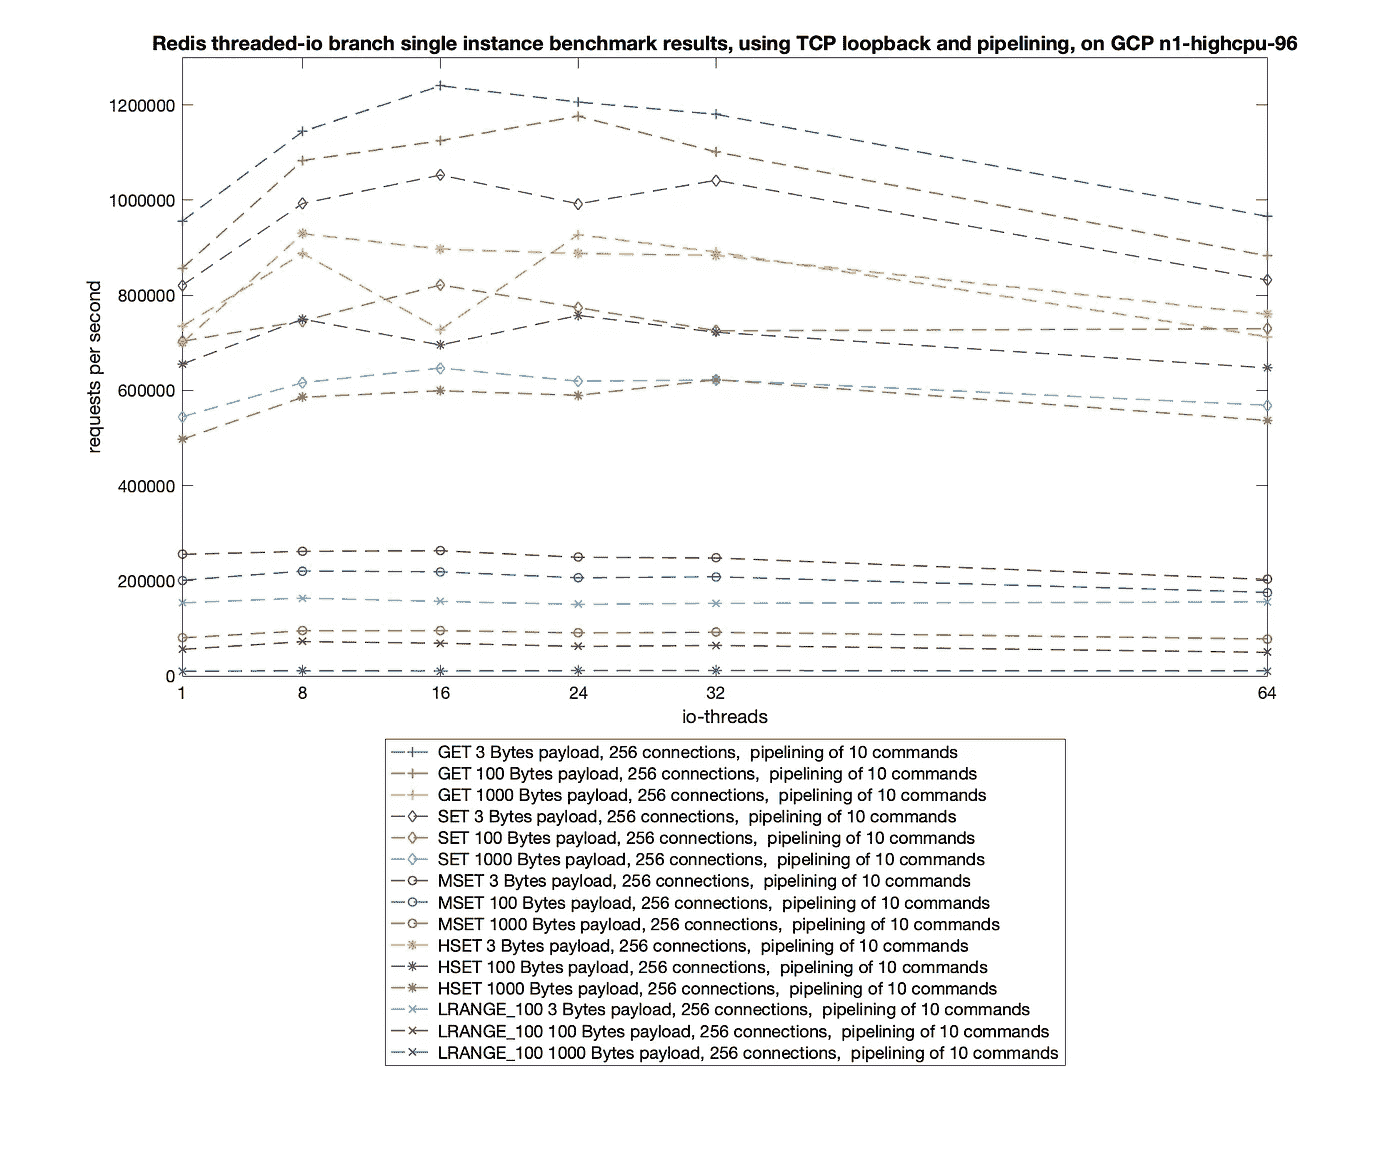 Redis threaded-io branch single instance benchmark results, using TCP loopback and pipelining, on GCP n1-highcpu-96
1200000
1000000
800000
600000
400000
200000
0
requests per second
1 8 16 24 32 64
io-threads
GET 3 Bytes payload, 256 connections, pipelining of 10 commands
GET 100 Bytes payload, 256 connections, pipelining of 10 commands
GET 1000 Bytes payload, 256 connections, pipelining of 10 commands
SET 3 Bytes payload, 256 connections, pipelining of 10 commands
SET 100 Bytes payload, 256 connections, pipelining of 10 commands
SET 1000 Bytes payload, 256 connections, pipelining of 10 commands
MSET 3 Bytes payload, 256 connections, pipelining of 10 commands
MSET 100 Bytes payload, 256 connections, pipelining of 10 commands
MSET 1000 Bytes payload, 256 connections, pipelining of 10 commands
HSET 3 Bytes payload, 256 connections, pipelining of 10 commands
HSET 100 Bytes payload, 256 connections, pipelining of 10 commands
HSET 1000 Bytes payload, 256 connections, pipelining of 10 commands
LRANGE_100 3 Bytes payload, 256 connections, pipelining of 10 commands
LRANGE_100 100 Bytes payload, 256 connections, pipelining of 10 commands
LRANGE_100 1000 Bytes payload, 256 connections, pipelining of 10 commands